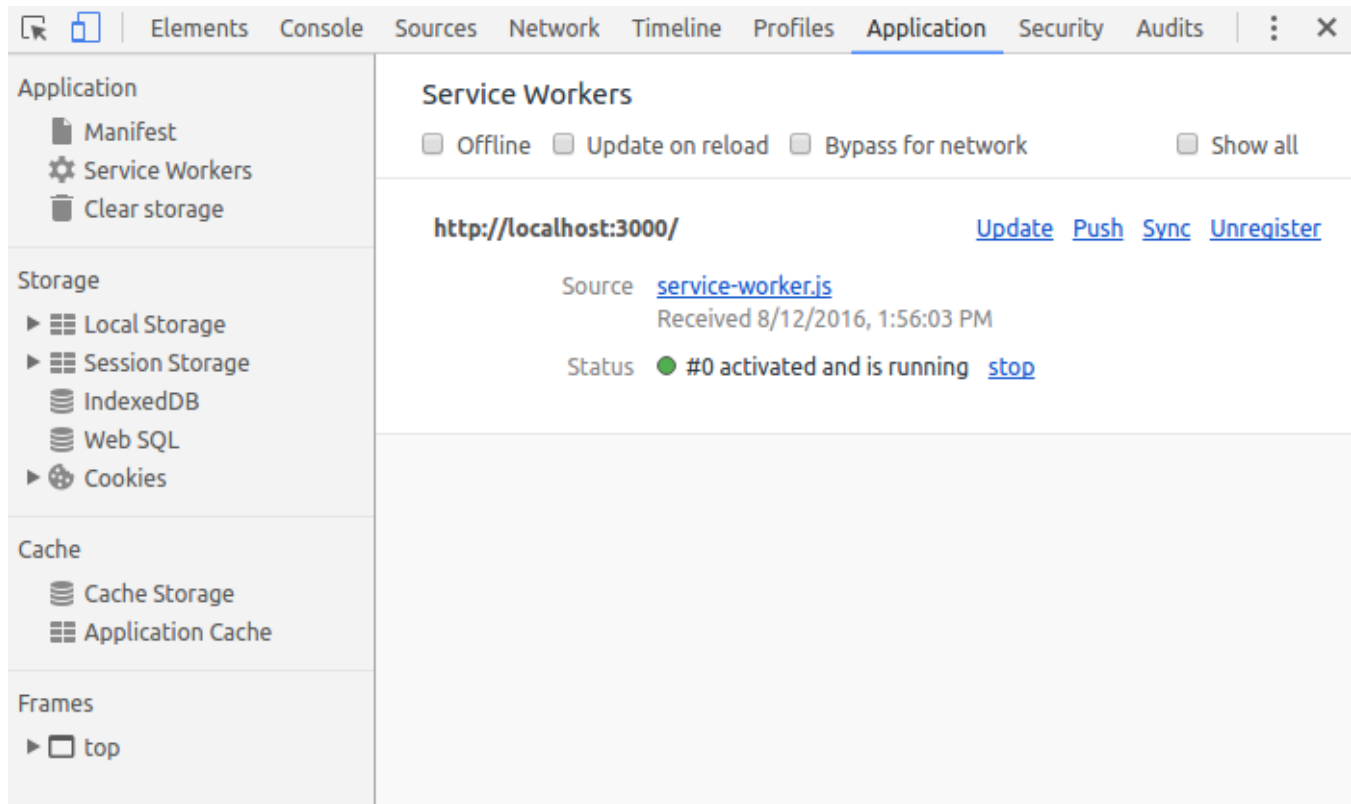 Elements Console Sources Network Timeline Profiles Application Security Audits
Application
Manifest
Service Workers
Clear storage
Storage
Local Storage
Session Storage
IndexedDB
Web SQL
Cookies
Cache
Cache Storage
Application Cache
Frames
top
Service Workers
Offline Update on reload Bypass for network Show all
http://localhost:3000/ Update Push Sync Unregister
Source service-worker.js
Received 8/12/2016, 1:56:03 PM
Status #0 activated and is running stop